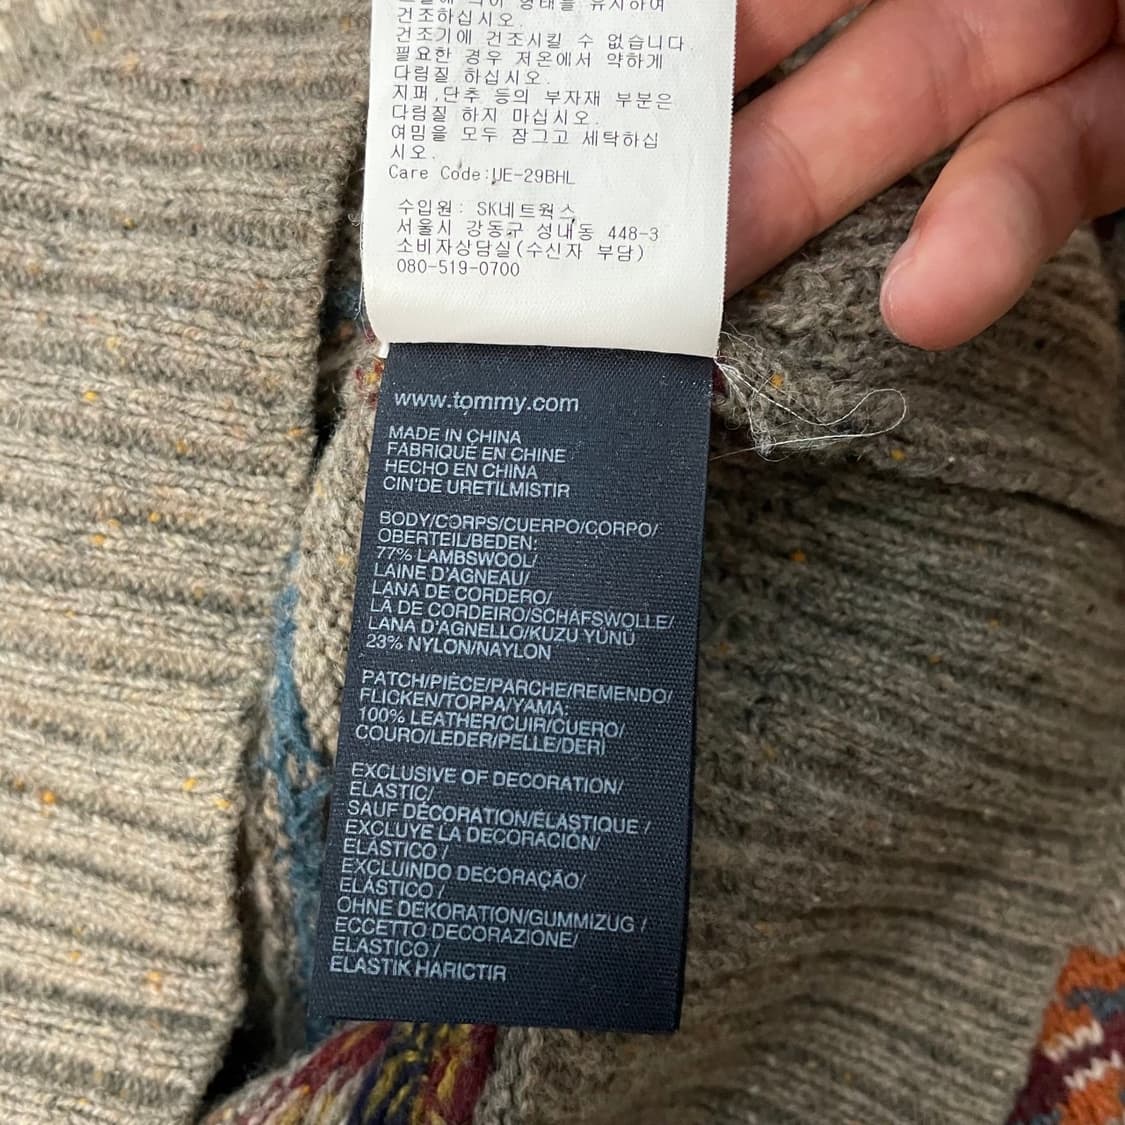 형태를 유지하여
건조하십시오.
건조기에 건조시킬 수 없습니다.
필요한 경우 저온에서 약하게
다림질 하십시오.
지퍼,단추 등의 부자재 부분은
다림질 하지 마십시오.
여밈을 모두 잠그고 세탁하십
시오.
Care Code:UE-29BHL
수입원: SK네트웍스
서울시 강동구 성내동 448-3
소비자상담실(수신자 부담)
080-519-0700
www.tommy.com
MADE IN CHINA
FABRIQUÉ EN CHINE
HECHO EN CHINA
CIN'DE URETILMISTIR
BODY/CORPS/CUERPO/CORPO/
OBERTEIL/BEDEN:
77% LAMBSWOOL/
LAINE D'AGNEAU/
LANA DE CORDERO/
LÃ DE CORDEIRO/SCHAFSWOLLE/
LANA D'AGNELLO/KUZU YÜNÜ
23% NYLON/NAYLON
PATCH/PIÈCE/PARCHE/REMENDO/
FLICKEN/TOPPA/YAMA:
100% LEATHER/CUIR/CUERO/
COURO/LEDER/PELLE/DERİ
EXCLUSIVE OF DECORATION/
ELASTIC/
SAUF DÉCORATION/ÉLASTIQUE /
EXCLUYE LA DECORACIÓN/
ELÁSTICO /
EXCLUINDO DECORAÇÃO/
ELÁSTICO /
OHNE DEKORATION/GUMMIZUG /
ECCETTO DECORAZIONE/
ELASTICO /
ELASTIK HARICTIR